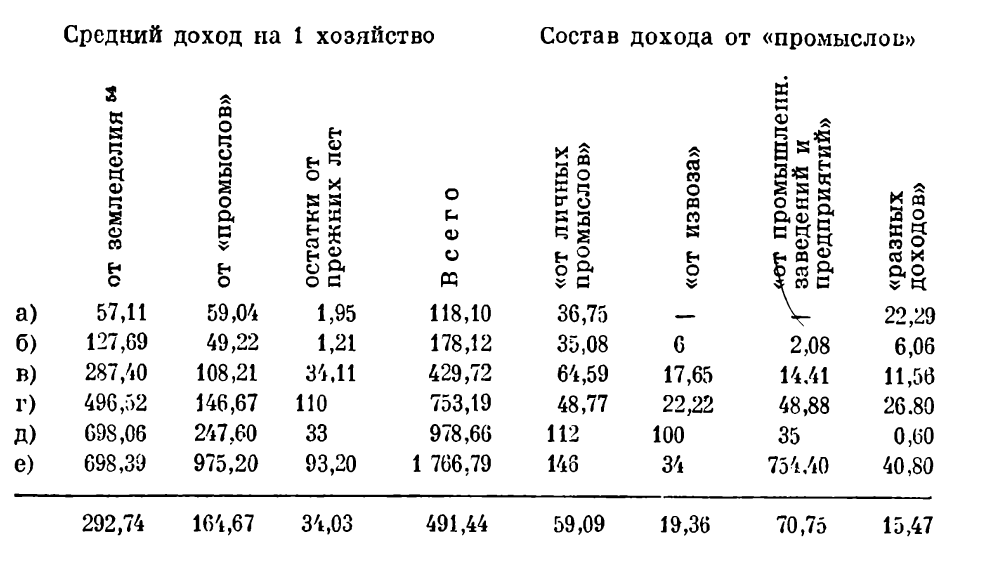 Средний доход на 1 хозяйство Состав дохода от «промыслов»
от земледелия 54
от «промыслов»
остатки от
прежних лет
Всего
«от личных
промыслов»
«от извоза»
«от промышленн.
заведений и
предприятий»
«разных
доходов»
а) 57,11 59,04 1,95 118,10 36,75 — — 22,29
б) 127,69 49,22 1,21 178,12 35,08 6 2,08 6,06
в) 287,40 108,21 34,11 429,72 64,59 17,65 14.41 11,56
г) 496,52 146,67 110 753,19 48,77 22,22 48,88 26.80
д) 698,06 247,60 33 978,66 112 100 35 0,60
е) 698,39 975,20 93,20 1 766,79 146 34 754.40 40,80
292,74 164,67 34,03 491,44 59,09 19,36 70,75 15,47